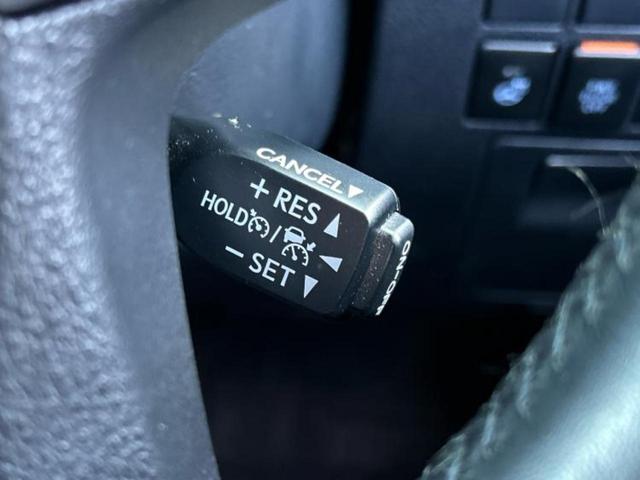 CANCEL▼
+ RES ▲
HOLD / ◀
− SET ▼
ON-OFF